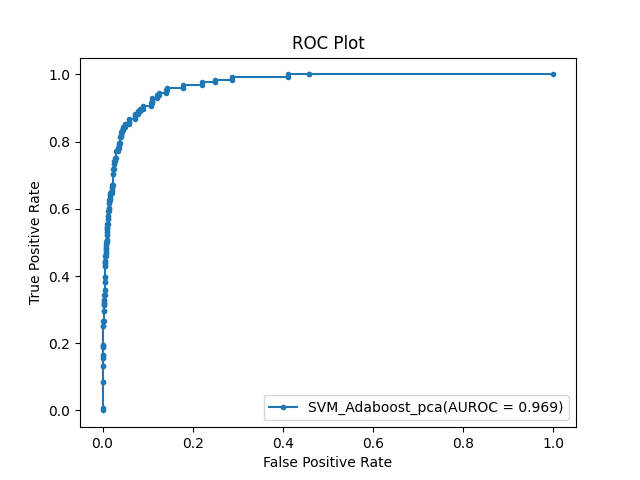 ROC Plot
1.0
0.8
0.6
0.4
0.2
0.0
True Positive Rate
SVM_Adaboost_pca(AUROC = 0.969)
0.0 0.2 0.4 0.6 0.8 1.0
False Positive Rate